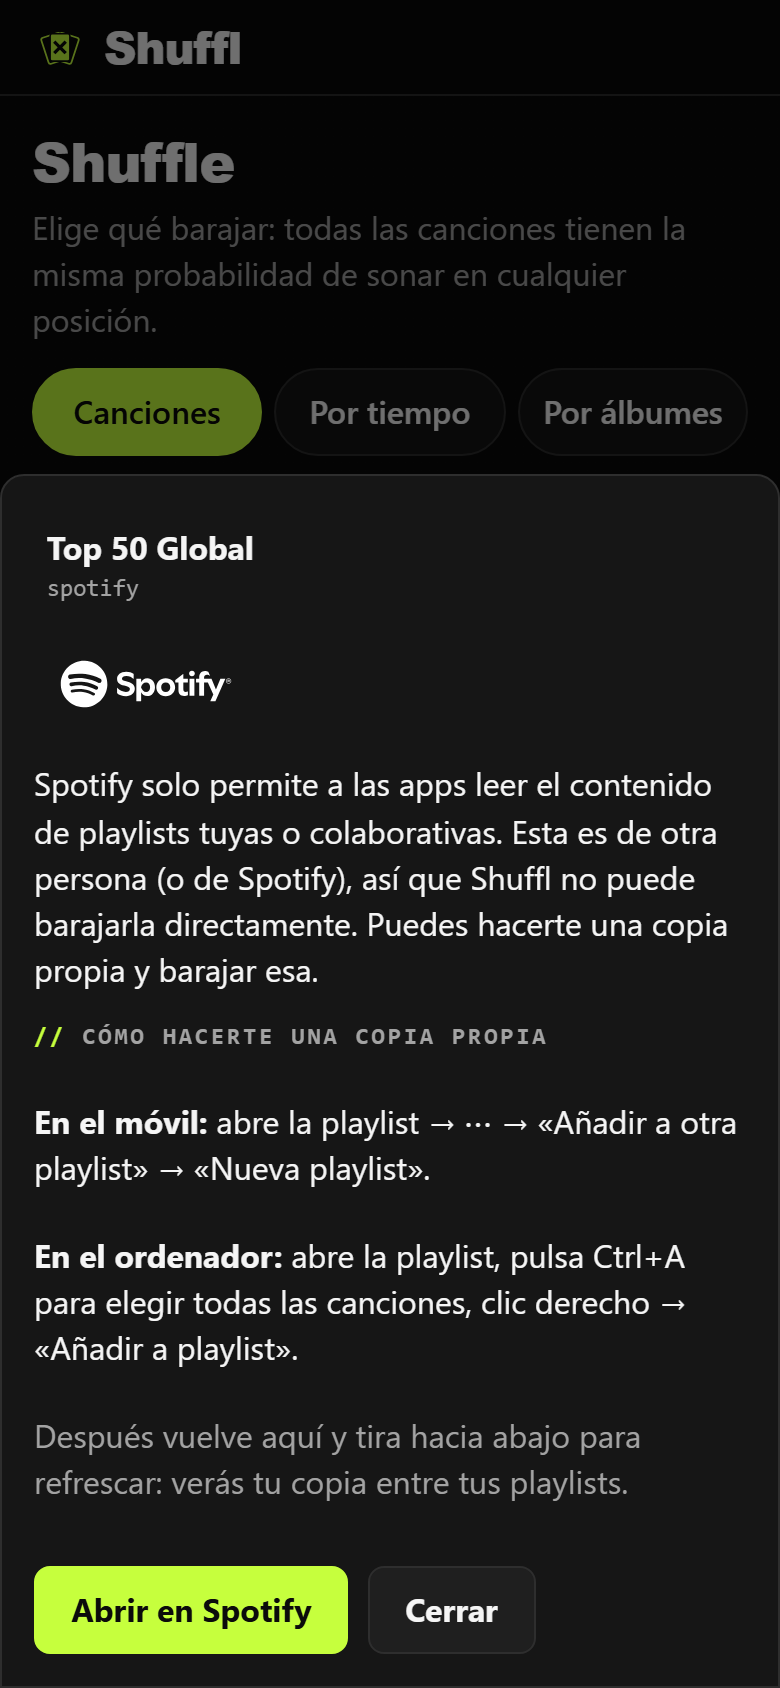 Shuffl
Shuffle
Elige qué barajar: todas las canciones tienen la
misma probabilidad de sonar en cualquier
posición.
Canciones
Por tiempo
Por álbumes
Top 50 Global
spotify
Spotify®
Spotify solo permite a las apps leer el contenido
de playlists tuyas o colaborativas. Esta es de otra
persona (o de Spotify), así que Shuffl no puede
barajarla directamente. Puedes hacerte una copia
propia y barajar esa.
// CÓMO HACERTE UNA COPIA PROPIA
En el móvil: abre la playlist → ··· → «Añadir a otra
playlist» → «Nueva playlist».
En el ordenador: abre la playlist, pulsa Ctrl+A
para elegir todas las canciones, clic derecho →
«Añadir a playlist».
Después vuelve aquí y tira hacia abajo para
refrescar: verás tu copia entre tus playlists.
Abrir en Spotify
Cerrar